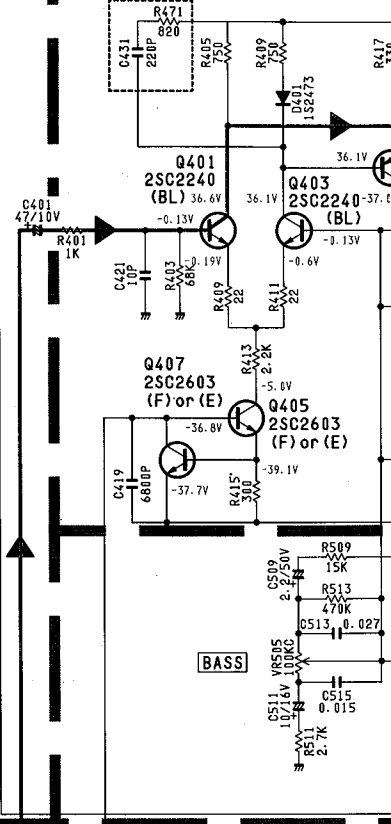 R471
820
C431
220P
R405
750
R409
750
R417
D401
1S2473
36.1V
Q401
2SC2240
(BL)
36.6V
36.1V
Q403
2SC2240
(BL)
C401
47/10V
+
R401
1K
-0.13V
-0.19V
-0.13V
-0.6V
C421
10P
R403
68K
R409
22
R411
22
R413
2.2K
-5.0V
Q407
2SC2603
(F) or (E)
-36.8V
Q405
2SC2603
(F) or (E)
C419
6800P
-37.7V
-39.1V
R415
300
R509
15K
C509
2.2/50V
+
R513
470K
C513 0.027
BASS
VR505
100KC
C515
0.015
C511
10/16V
+
R511
2.7K